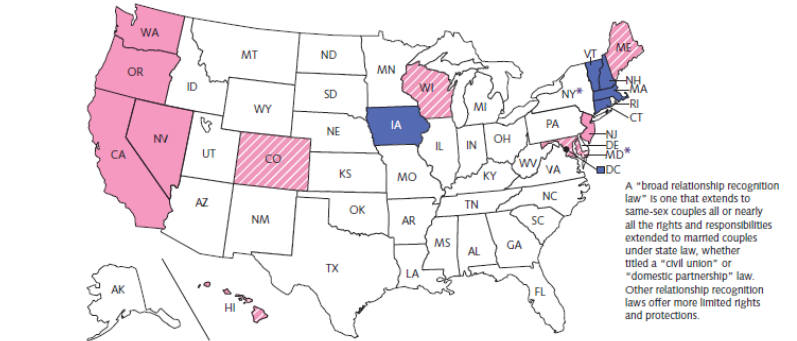 WA
MT
ND
MN
VT
ME
OR
ID
SD
WI
NY*
NH
MA
WY
MI
RI
CT
NE
IA
PA
NJ
CA
NV
UT
CO
IL
IN
OH
DE
MD*
KS
MO
KY
WV
VA
DC
AZ
NM
OK
AR
TN
NC
SC
MS
AL
GA
TX
LA
FL
AK
HI
A "broad relationship recognition
law" is one that extends to
same-sex couples all or nearly
all the rights and responsibilities
extended to married couples
under state law, whether
titled a "civil union" or
"domestic partnership" law.
Other relationship recognition
laws offer more limited rights
and protections.